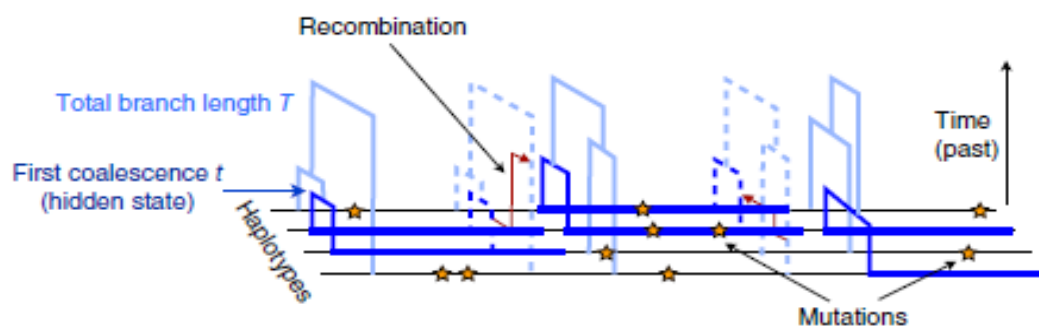 Recombination
Total branch length T
Time
(past)
First coalescence t
(hidden state)
Haplotypes
Mutations